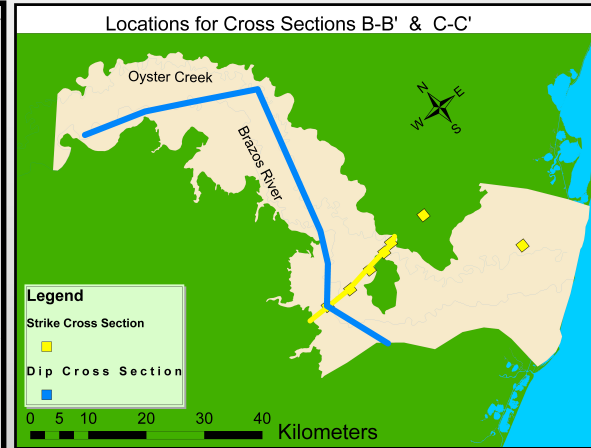 Locations for Cross Sections B-B' & C-C'
Oyster Creek
Brazos River
N
E
W
S
Legend
Strike Cross Section
Dip Cross Section
0 5 10 20 30 40
Kilometers